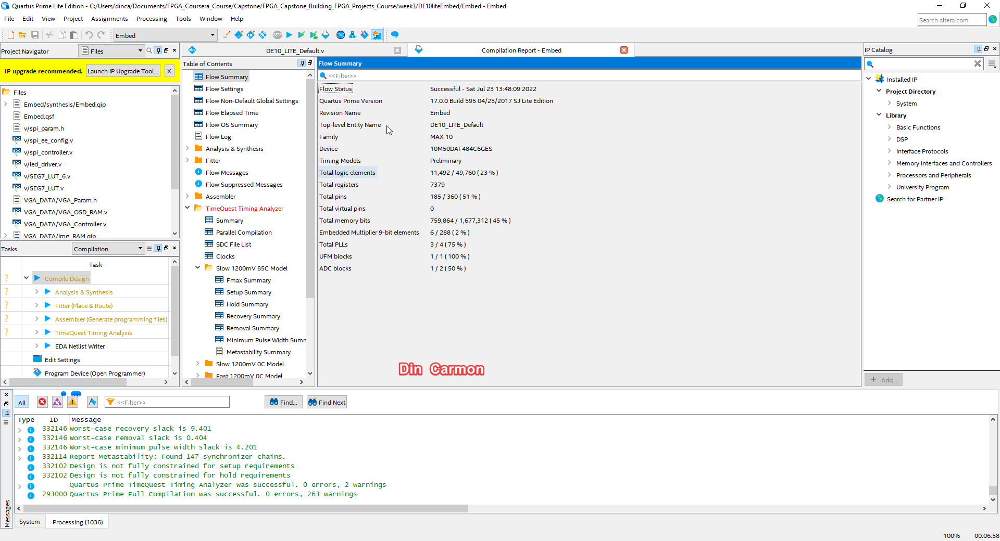 Quartus Prime Lite Edition - C:/Users/dinca/Documents/FPGA_Coursera_Course/Capstone/FPGA_Capstone_Building_FPGA_Projects_Course/week3/DE10liteEmbed/Embed - Embed
File Edit View Project Assignments Processing Tools Window Help
Search altera.com
Embed
STOP
Project Navigator
Files
DE10_LITE_Default.v
Compilation Report - Embed
IP Catalog
IP upgrade recommended.
Launch IP Upgrade Tool...
X
Files
Embed/synthesis/Embed.qip
Embed.qsf
v/spi_param.h
v/spi_ee_config.v
v/spi_controller.v
v/led_driver.v
v/SEG7_LUT_6.v
v/SEG7_LUT.v
VGA_DATA/VGA_Param.h
VGA_DATA/VGA_OSD_RAM.v
VGA_DATA/VGA_Controller.v
VGA_DATA/Img_RAM.qip
Tasks
Compilation
Task
Compile Design
Analysis & Synthesis
Fitter (Place & Route)
Assembler (Generate programming files)
TimeQuest Timing Analysis
EDA Netlist Writer
Edit Settings
Program Device (Open Programmer)
Table of Contents
Flow Summary
Flow Settings
Flow Non-Default Global Settings
Flow Elapsed Time
Flow OS Summary
Flow Log
Analysis & Synthesis
Fitter
Flow Messages
Flow Suppressed Messages
Assembler
TimeQuest Timing Analyzer
Summary
Parallel Compilation
SDC File List
Clocks
Slow 1200mV 85C Model
Fmax Summary
Setup Summary
Hold Summary
Recovery Summary
Removal Summary
Minimum Pulse Width Summ
Metastability Summary
Slow 1200mV 0C Model
Fast 1200mV 0C Model
Flow Summary
<<Filter>>
Flow Status Successful - Sat Jul 23 13:48:09 2022
Quartus Prime Version 17.0.0 Build 595 04/25/2017 SJ Lite Edition
Revision Name Embed
Top-level Entity Name DE10_LITE_Default
Family MAX 10
Device 10M50DAF484C6GES
Timing Models Preliminary
Total logic elements 11,492 / 49,760 ( 23 % )
Total registers 7379
Total pins 185 / 360 ( 51 % )
Total virtual pins 0
Total memory bits 759,864 / 1,677,312 ( 45 % )
Embedded Multiplier 9-bit elements 6 / 288 ( 2 % )
Total PLLs 3 / 4 ( 75 % )
UFM blocks 1 / 1 ( 100 % )
ADC blocks 1 / 2 ( 50 % )
Din Carmon
Installed IP
Project Directory
System
Library
Basic Functions
DSP
Interface Protocols
Memory Interfaces and Controllers
Processors and Peripherals
University Program
Search for Partner IP
+ Add...
All
<<Filter>>
Find...
Find Next
Type ID Message
332146 Worst-case recovery slack is 9.401
332146 Worst-case removal slack is 0.404
332146 Worst-case minimum pulse width slack is 4.201
332114 Report Metastability: Found 147 synchronizer chains.
332102 Design is not fully constrained for setup requirements
332102 Design is not fully constrained for hold requirements
Quartus Prime TimeQuest Timing Analyzer was successful. 0 errors, 2 warnings
293000 Quartus Prime Full Compilation was successful. 0 errors, 263 warnings
Messages
System
Processing (1036)
100% 00:06:58